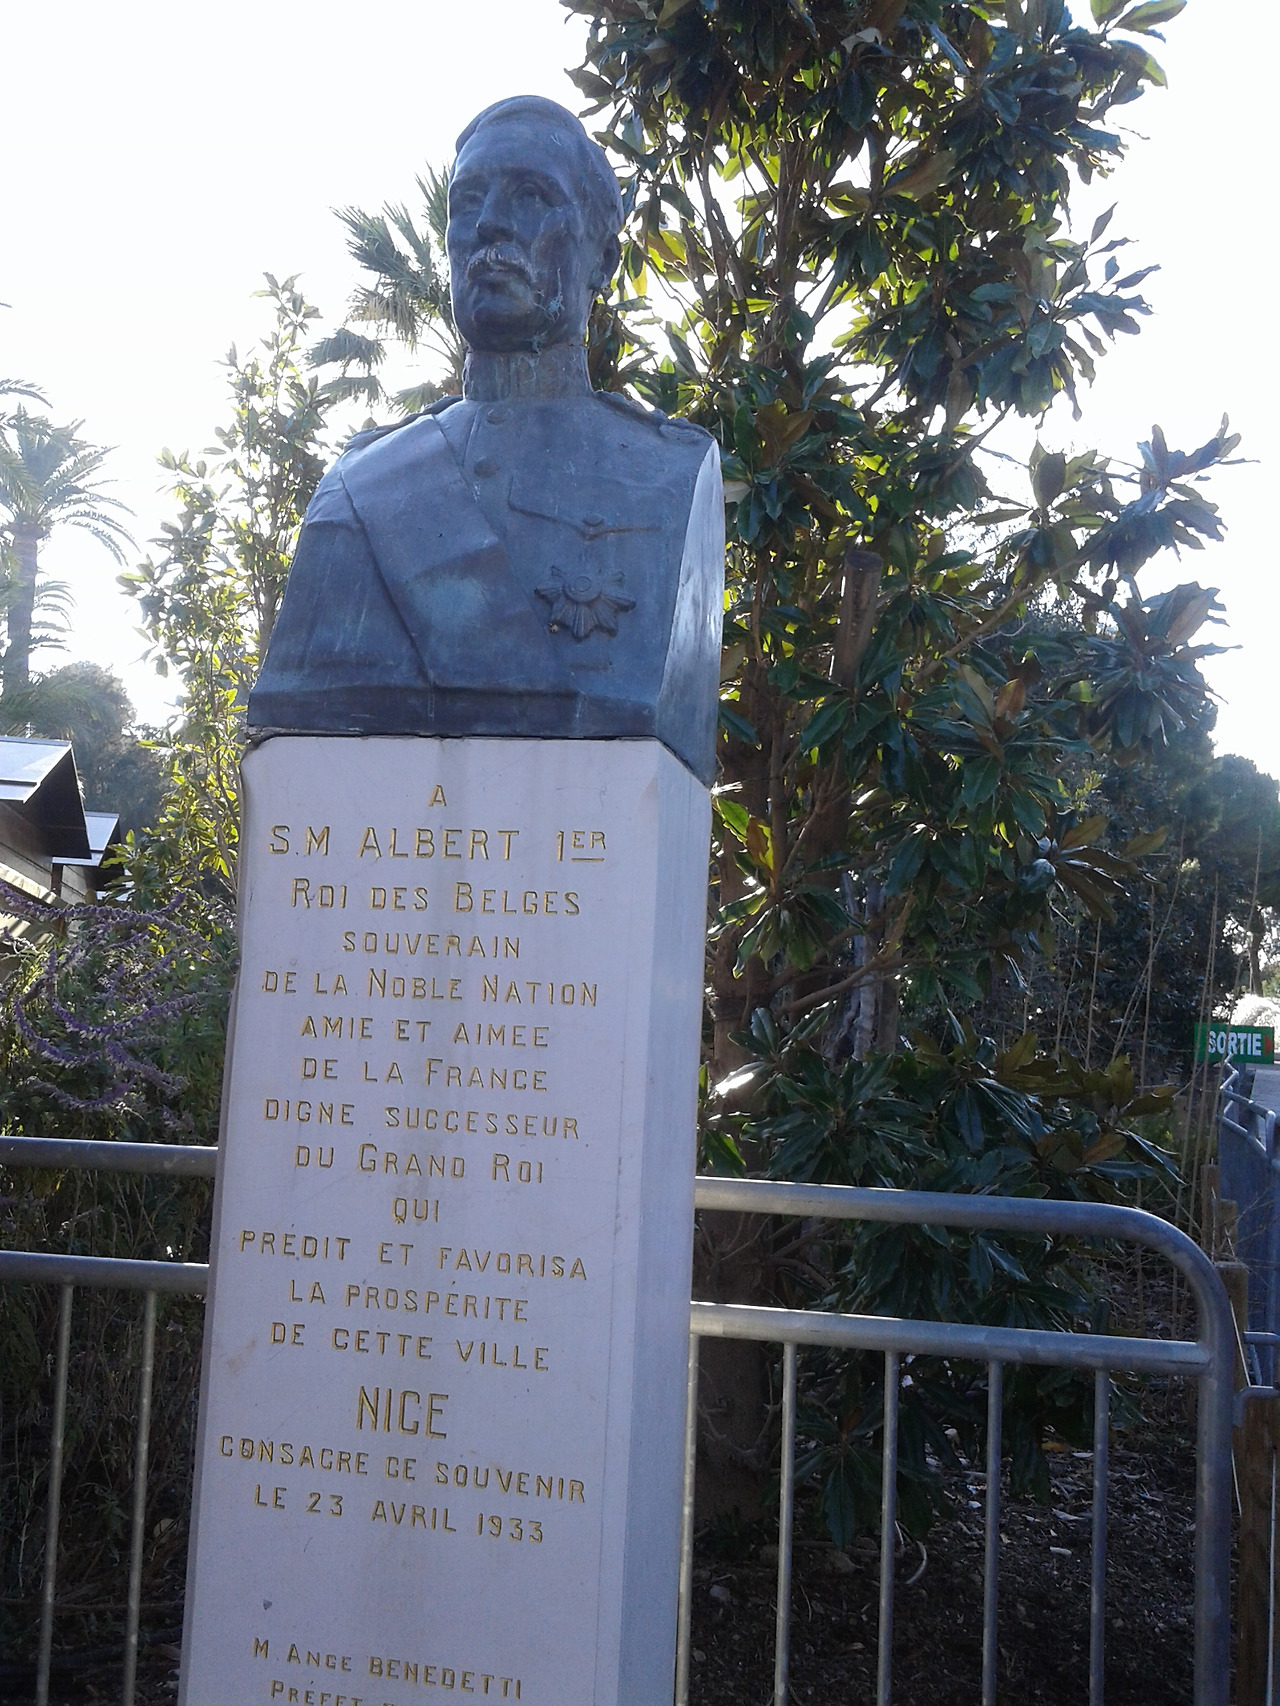 A
S.M ALBERT 1ER
ROI DES BELGES
SOUVERAIN
DE LA NOBLE NATION
AMIE ET AIMEE
DE LA FRANCE
DIGNE SUCCESSEUR
DU GRAND ROI
QUI
PRÉDIT ET FAVORISA
LA PROSPÉRITE
DE CETTE VILLE
NICE
CONSACRE CE SOUVENIR
LE 23 AVRIL 1933
M. ANGE BENEDETTI
PRÉFET
SORTIE